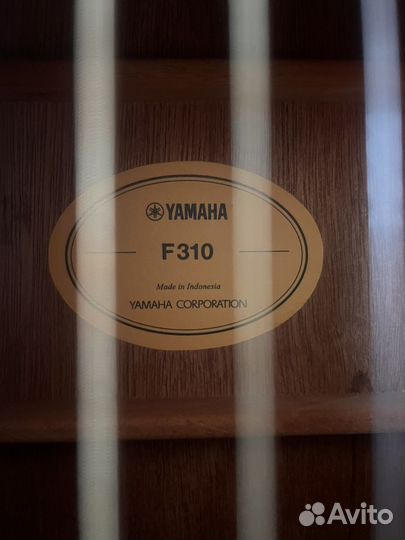 YAMAHA
F310
Made in Indonesia
YAMAHA CORPORATION
Avito